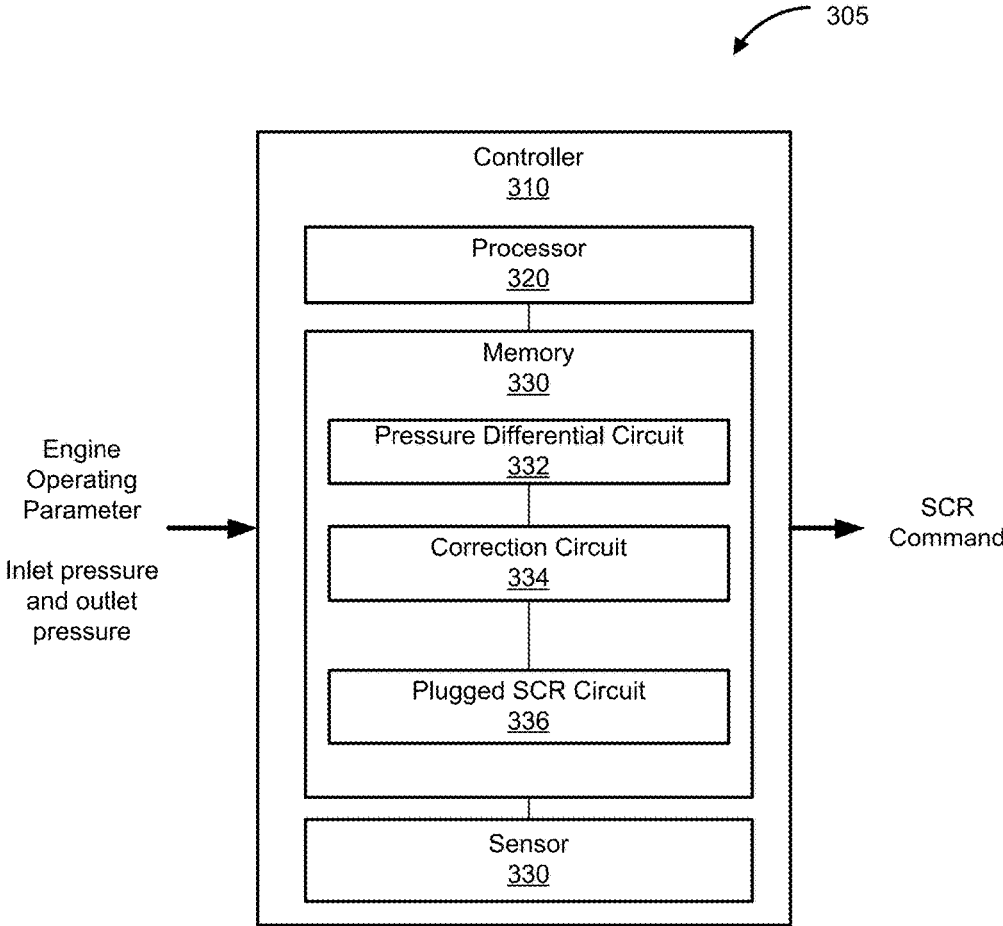 305
Controller
310
Processor
320
Memory
330
Pressure Differential Circuit
332
Correction Circuit
334
Plugged SCR Circuit
336
Sensor
330
Engine
Operating
Parameter
Inlet pressure
and outlet
pressure
SCR
Command